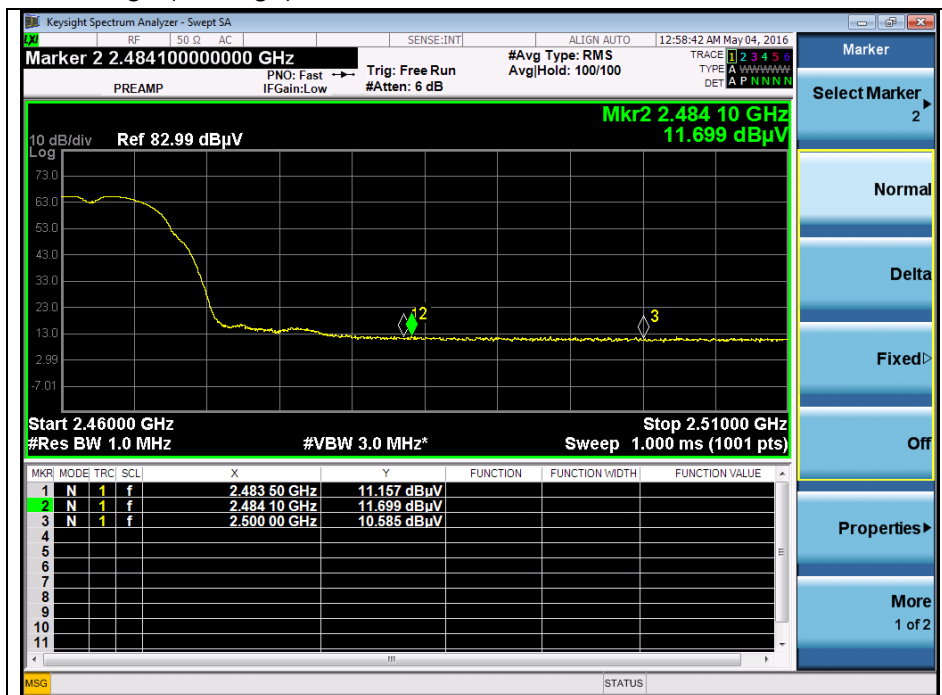 Keysight Spectrum Analyzer - Swept SA
LXI RF 50 Ω AC SENSE:INT ALIGN AUTO 12:58:42 AM May 04, 2016
Marker 2 2.484100000000 GHz
PREAMP
PNO: Fast
IFGain:Low
Trig: Free Run
#Atten: 6 dB
#Avg Type: RMS
Avg|Hold: 100/100
TRACE 1 2 3 4 5 6
TYPE A WWWWW
DET A P N N N N
Mkr2 2.484 10 GHz
11.699 dBµV
10 dB/div Ref 82.99 dBµV
Log
73.0
63.0
53.0
43.0
33.0
23.0
13.0
2.99
-7.01
12
3
Start 2.46000 GHz Stop 2.51000 GHz
#Res BW 1.0 MHz #VBW 3.0 MHz* Sweep 1.000 ms (1001 pts)
MKR MODE TRC SCL X Y FUNCTION FUNCTION WIDTH FUNCTION VALUE
1 N 1 f 2.483 50 GHz 11.157 dBµV
2 N 1 f 2.484 10 GHz 11.699 dBµV
3 N 1 f 2.500 00 GHz 10.585 dBµV
4
5
6
7
8
9
10
11
MSG STATUS
Marker
Select Marker
2
Normal
Delta
Fixed
Off
Properties
More
1 of 2